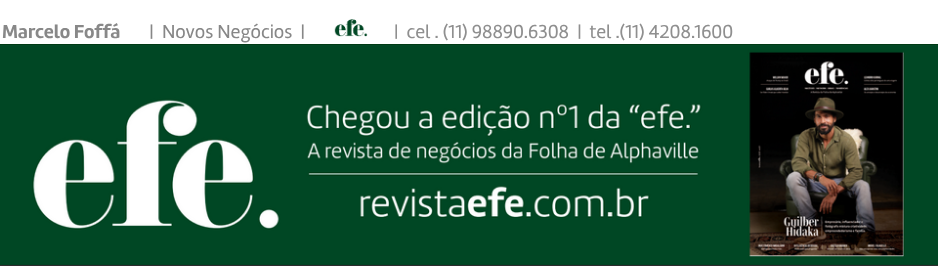 Marcelo Foffá | Novos Negócios | efe. | cel . (11) 98890.6308 | tel .(11) 4208.1600
efe.
Chegou a edição nº1 da “efe.”
A revista de negócios da Folha de Alphaville
revistaefe.com.br
efe.
Guilber
Hidaka